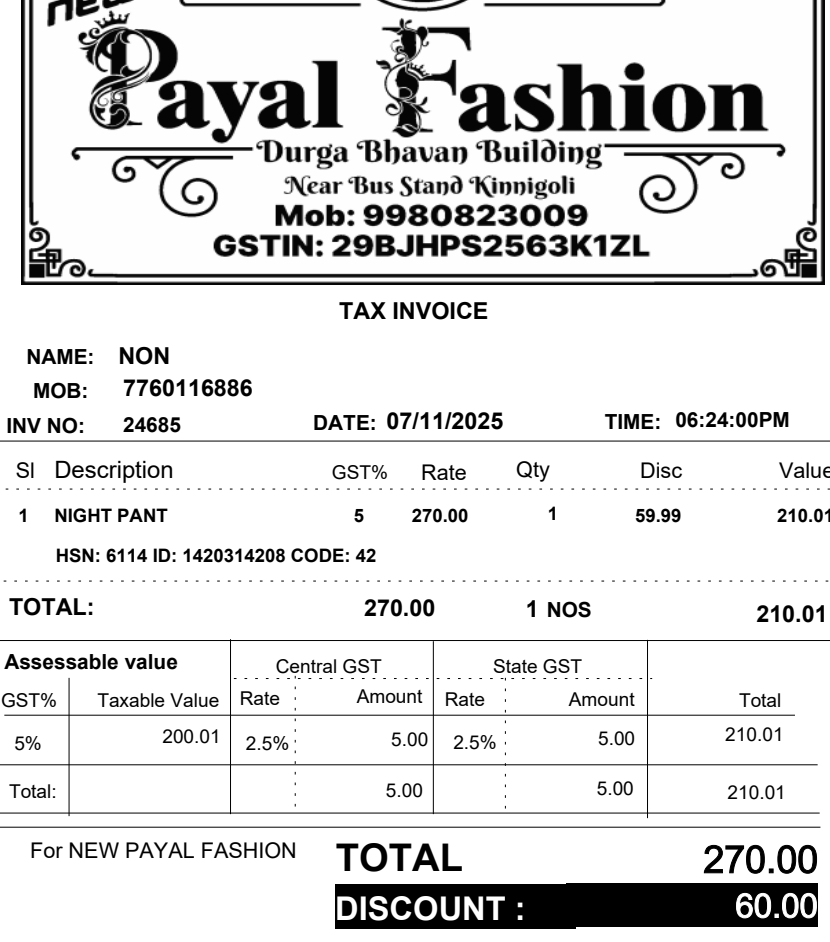 new
Payal Fashion
Durga Bhavan Building
Near Bus Stand Kinnigoli
Mob: 9980823009
GSTIN: 29BJHPS2563K1ZL
TAX INVOICE
NAME: NON
MOB: 7760116886
INV NO: 24685 DATE: 07/11/2025 TIME: 06:24:00PM
Sl Description GST% Rate Qty Disc Value
1 NIGHT PANT 5 270.00 1 59.99 210.01
HSN: 6114 ID: 1420314208 CODE: 42
TOTAL: 270.00 1 NOS 210.01
Assessable value Central GST State GST
GST% Taxable Value Rate Amount Rate Amount Total
5% 200.01 2.5% 5.00 2.5% 5.00 210.01
Total: 5.00 5.00 210.01
For NEW PAYAL FASHION TOTAL 270.00
DISCOUNT : 60.00